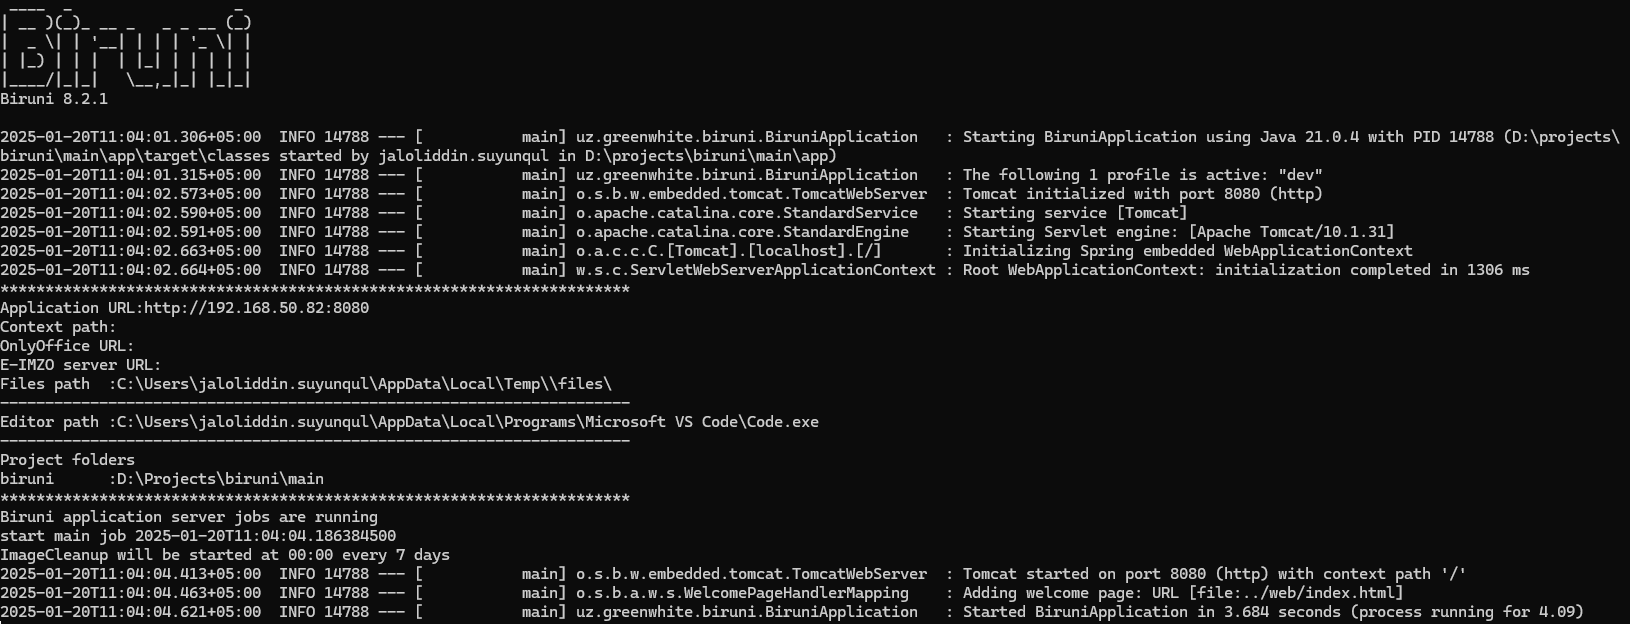 ____  _                  _
| __ )(_)_ __ _   _ _ __ (_)
|  _ \| | '__| | | | '_ \| |
| |_) | | |  | |_| | | | | |
|____/|_|_|   \__,_|_| |_|_|
Biruni 8.2.1

2025-01-20T11:04:01.306+05:00  INFO 14788 --- [           main] uz.greenwhite.biruni.BiruniApplication   : Starting BiruniApplication using Java 21.0.4 with PID 14788 (D:\projects\
biruni\main\app\target\classes started by jaloliddin.suyunqul in D:\projects\biruni\main\app)
2025-01-20T11:04:01.315+05:00  INFO 14788 --- [           main] uz.greenwhite.biruni.BiruniApplication   : The following 1 profile is active: "dev"
2025-01-20T11:04:02.573+05:00  INFO 14788 --- [           main] o.s.b.w.embedded.tomcat.TomcatWebServer  : Tomcat initialized with port 8080 (http)
2025-01-20T11:04:02.590+05:00  INFO 14788 --- [           main] o.apache.catalina.core.StandardService   : Starting service [Tomcat]
2025-01-20T11:04:02.591+05:00  INFO 14788 --- [           main] o.apache.catalina.core.StandardEngine    : Starting Servlet engine: [Apache Tomcat/10.1.31]
2025-01-20T11:04:02.663+05:00  INFO 14788 --- [           main] o.a.c.c.C.[Tomcat].[localhost].[/]       : Initializing Spring embedded WebApplicationContext
2025-01-20T11:04:02.664+05:00  INFO 14788 --- [           main] w.s.c.ServletWebServerApplicationContext : Root WebApplicationContext: initialization completed in 1306 ms
**********************************************************************
Application URL:http://192.168.50.82:8080
Context path:
OnlyOffice URL:
E-IMZO server URL:
Files path  :C:\Users\jaloliddin.suyunqul\AppData\Local\Temp\\files\
----------------------------------------------------------------------
Editor path :C:\Users\jaloliddin.suyunqul\AppData\Local\Programs\Microsoft VS Code\Code.exe
----------------------------------------------------------------------
Project folders
biruni      :D:\Projects\biruni\main
**********************************************************************
Biruni application server jobs are running
start main job 2025-01-20T11:04:04.186384500
ImageCleanup will be started at 00:00 every 7 days
2025-01-20T11:04:04.413+05:00  INFO 14788 --- [           main] o.s.b.w.embedded.tomcat.TomcatWebServer  : Tomcat started on port 8080 (http) with context path '/'
2025-01-20T11:04:04.463+05:00  INFO 14788 --- [           main] o.s.b.a.w.s.WelcomePageHandlerMapping    : Adding welcome page: URL [file:../web/index.html]
2025-01-20T11:04:04.621+05:00  INFO 14788 --- [           main] uz.greenwhite.biruni.BiruniApplication   : Started BiruniApplication in 3.684 seconds (process running for 4.09)